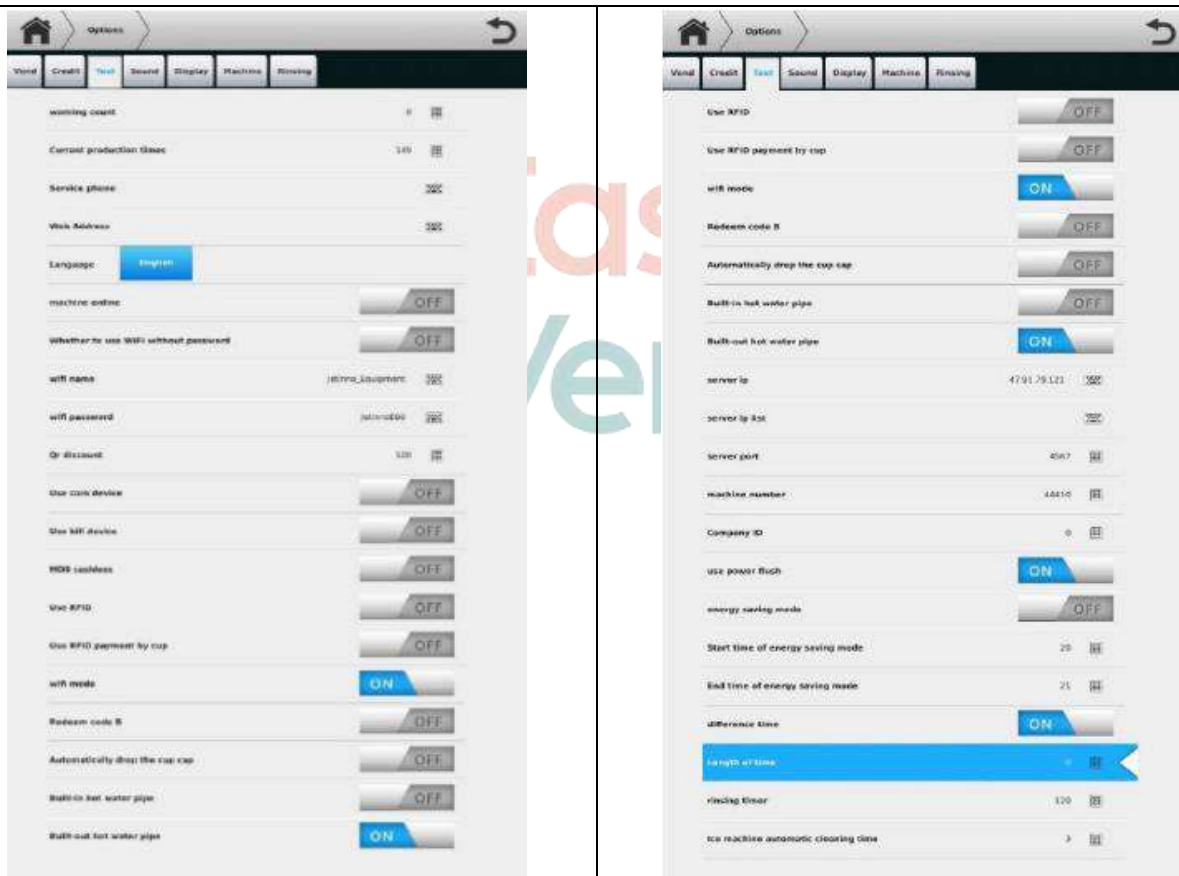 Options
Vend Credit Test Sound Display Machine Rinsing
warning count 0
Current production times 149
Service phone
Web Address
Language English
machine online OFF
Whether to use WiFi without password OFF
wifi name Jetinno_Equipment
wifi password
Qr discount 100
Use coin device OFF
Use bill device OFF
MDB cashless OFF
Use RFID OFF
Use RFID payment by cup OFF
wifi mode ON
Redeem code B OFF
Automatically drop the cup cap OFF
Built-in hot water pipe OFF
Built-out hot water pipe ON
Options
Vend Credit Test Sound Display Machine Rinsing
Use RFID OFF
Use RFID payment by cup OFF
wifi mode ON
Redeem code B OFF
Automatically drop the cup cap OFF
Built-in hot water pipe OFF
Built-out hot water pipe ON
server ip 47.91.79.121
server ip list
server port 4567
machine number
Company ID 0
use power flush ON
energy saving mode OFF
Start time of energy saving mode 20
End time of energy saving mode 21
difference time ON
Length of time
rinsing timer 120
Ice machine automatic cleaning time 3